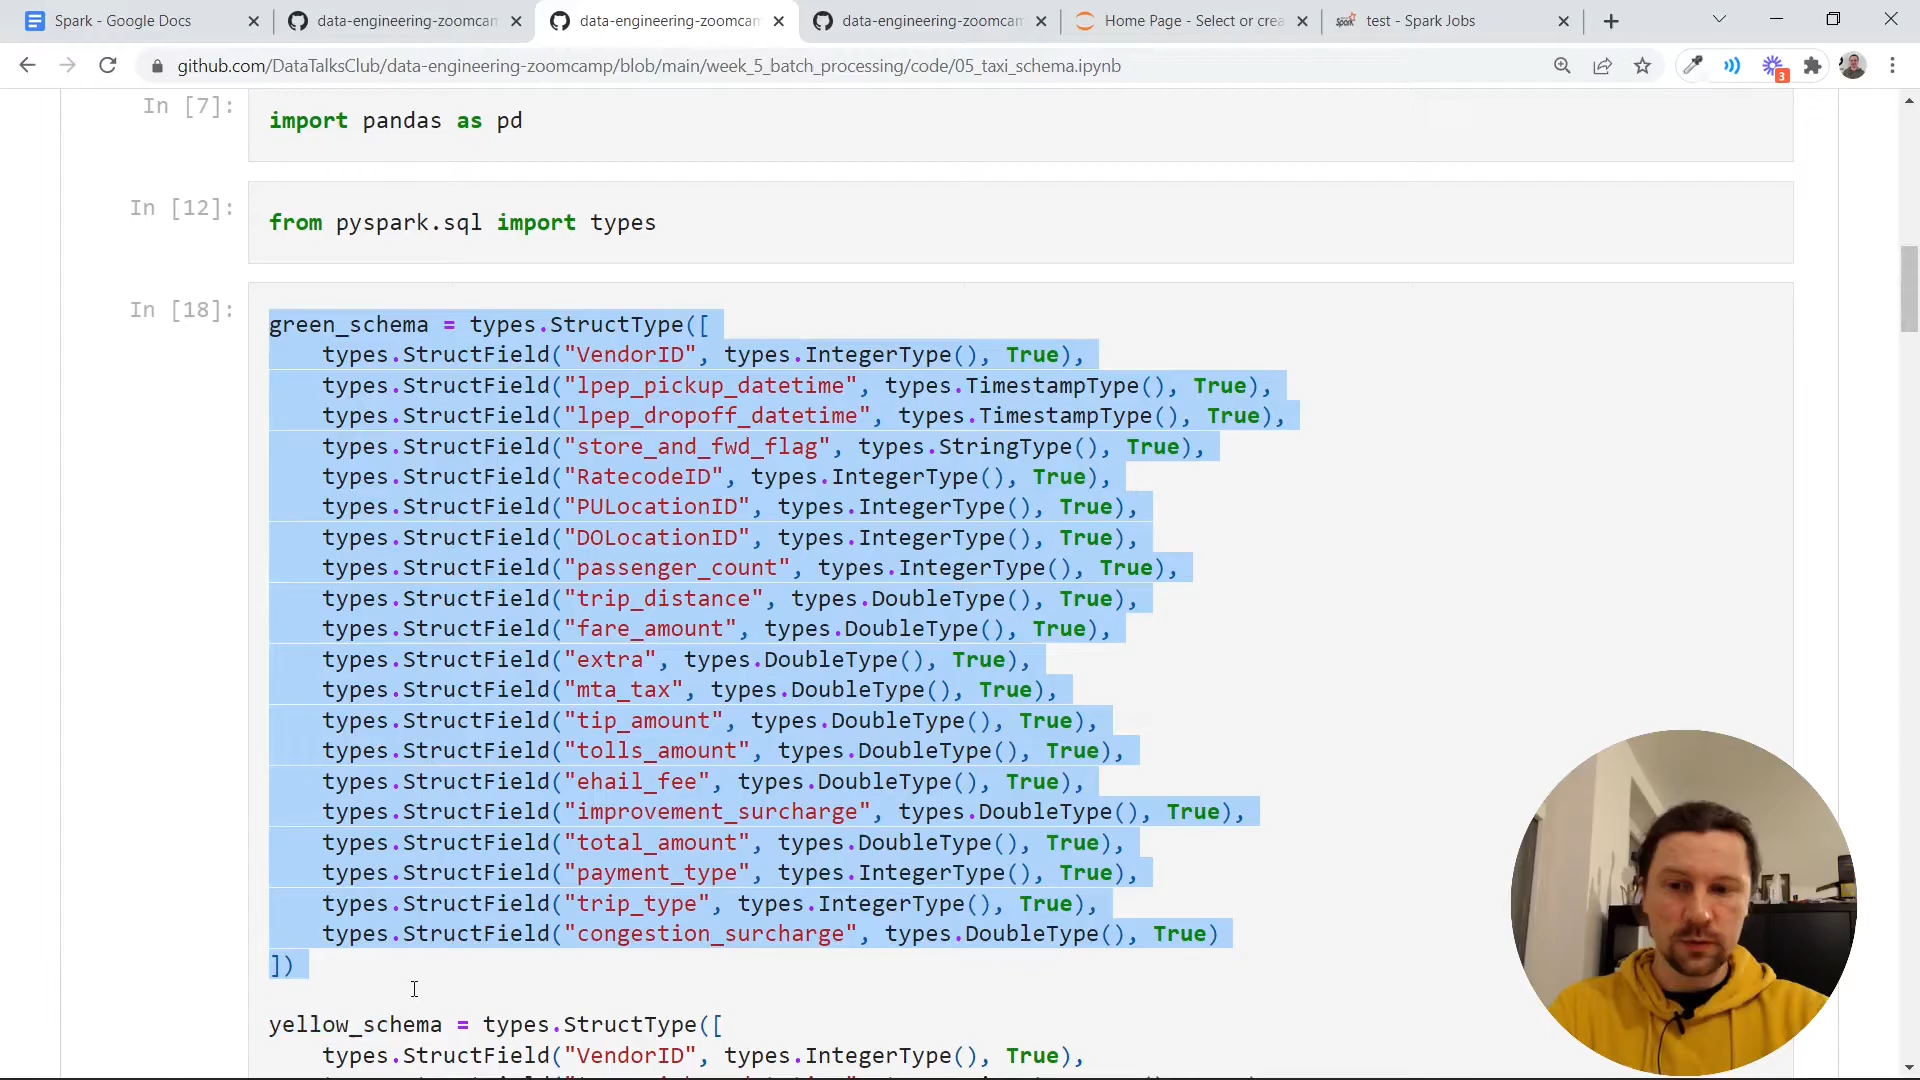 Spark - Google Docs
data-engineering-zoomcam
data-engineering-zoomcam
data-engineering-zoomcam
Home Page - Select or crea
test - Spark Jobs
github.com/DataTalksClub/data-engineering-zoomcamp/blob/main/week_5_batch_processing/code/05_taxi_schema.ipynb
3
In [7]:
import pandas as pd
In [12]:
from pyspark.sql import types
In [18]:
green_schema = types.StructType([
types.StructField("VendorID", types.IntegerType(), True),
types.StructField("lpep_pickup_datetime", types.TimestampType(), True),
types.StructField("lpep_dropoff_datetime", types.TimestampType(), True),
types.StructField("store_and_fwd_flag", types.StringType(), True),
types.StructField("RatecodeID", types.IntegerType(), True),
types.StructField("PULocationID", types.IntegerType(), True),
types.StructField("DOLocationID", types.IntegerType(), True),
types.StructField("passenger_count", types.IntegerType(), True),
types.StructField("trip_distance", types.DoubleType(), True),
types.StructField("fare_amount", types.DoubleType(), True),
types.StructField("extra", types.DoubleType(), True),
types.StructField("mta_tax", types.DoubleType(), True),
types.StructField("tip_amount", types.DoubleType(), True),
types.StructField("tolls_amount", types.DoubleType(), True),
types.StructField("ehail_fee", types.DoubleType(), True),
types.StructField("improvement_surcharge", types.DoubleType(), True),
types.StructField("total_amount", types.DoubleType(), True),
types.StructField("payment_type", types.IntegerType(), True),
types.StructField("trip_type", types.IntegerType(), True),
types.StructField("congestion_surcharge", types.DoubleType(), True)
])
yellow_schema = types.StructType([
types.StructField("VendorID", types.IntegerType(), True),